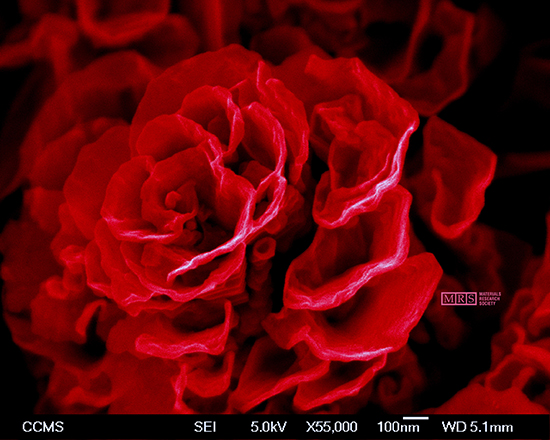 MRS
MATERIALS
RESEARCH
SOCIETY
CCMS SEI 5.0kV X55,000 100nm WD 5.1mm